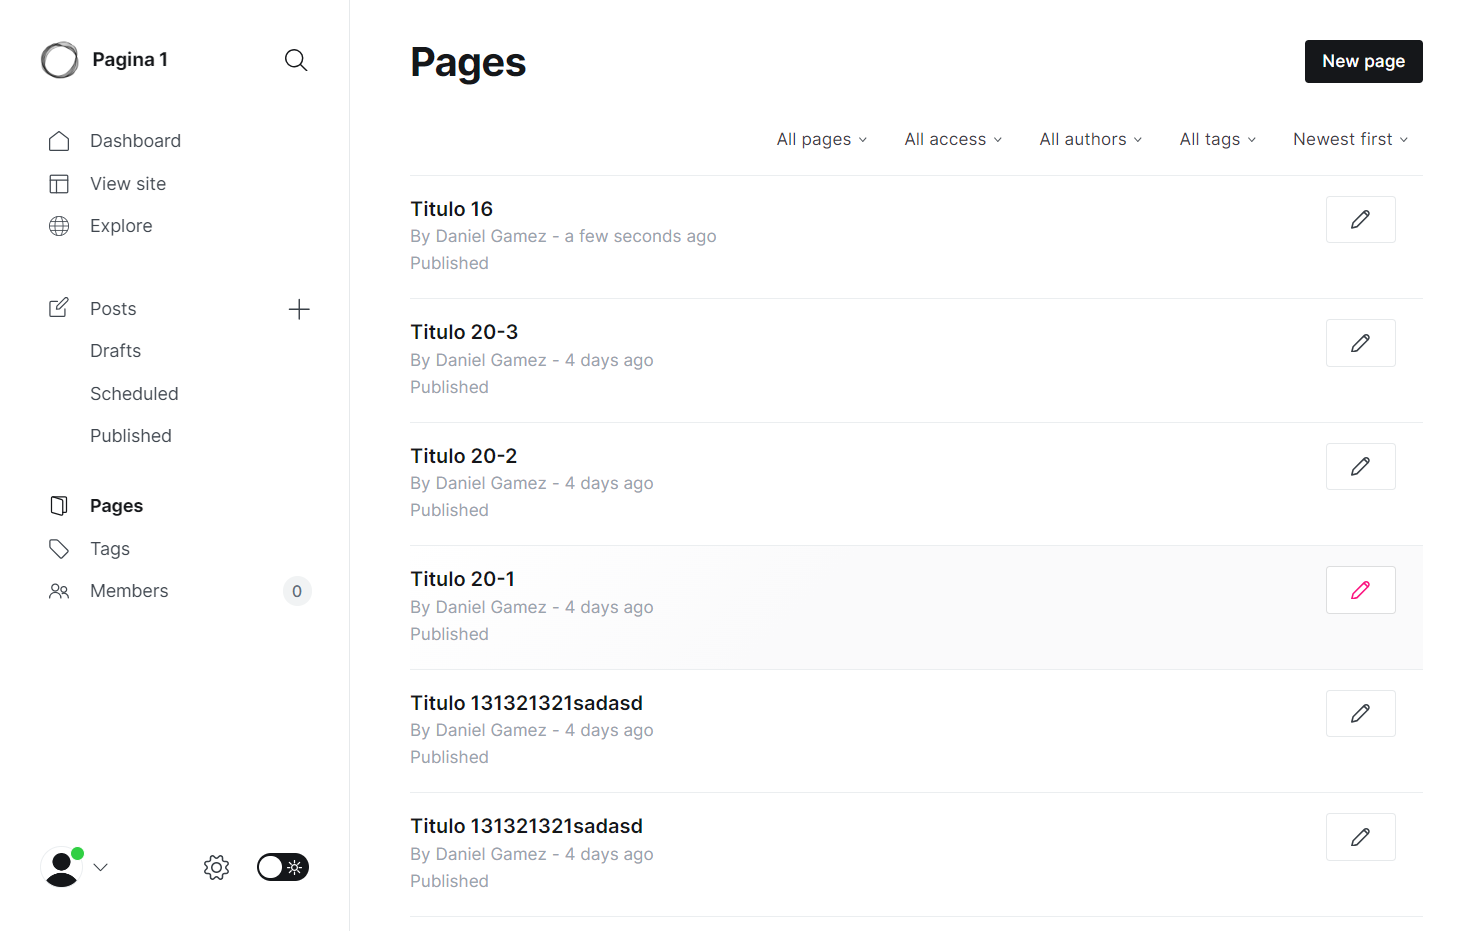 Pagina 1
Dashboard
View site
Explore
Posts
Drafts
Scheduled
Published
Pages
Tags
Members 0
Pages
New page
All pages All access All authors All tags Newest first
Titulo 16
By Daniel Gamez - a few seconds ago
Published
Titulo 20-3
By Daniel Gamez - 4 days ago
Published
Titulo 20-2
By Daniel Gamez - 4 days ago
Published
Titulo 20-1
By Daniel Gamez - 4 days ago
Published
Titulo 131321321sadasd
By Daniel Gamez - 4 days ago
Published
Titulo 131321321sadasd
By Daniel Gamez - 4 days ago
Published